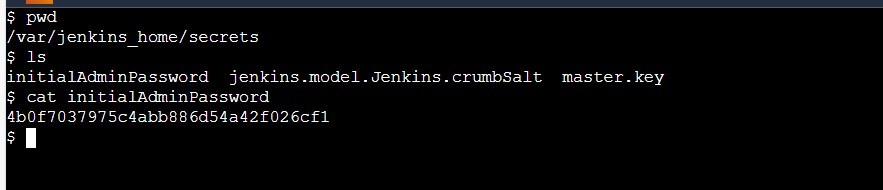 $ pwd
/var/jenkins_home/secrets
$ ls
initialAdminPassword  jenkins.model.Jenkins.crumbSalt  master.key
$ cat initialAdminPassword
4b0f7037975c4abb886d54a42f026cf1
$